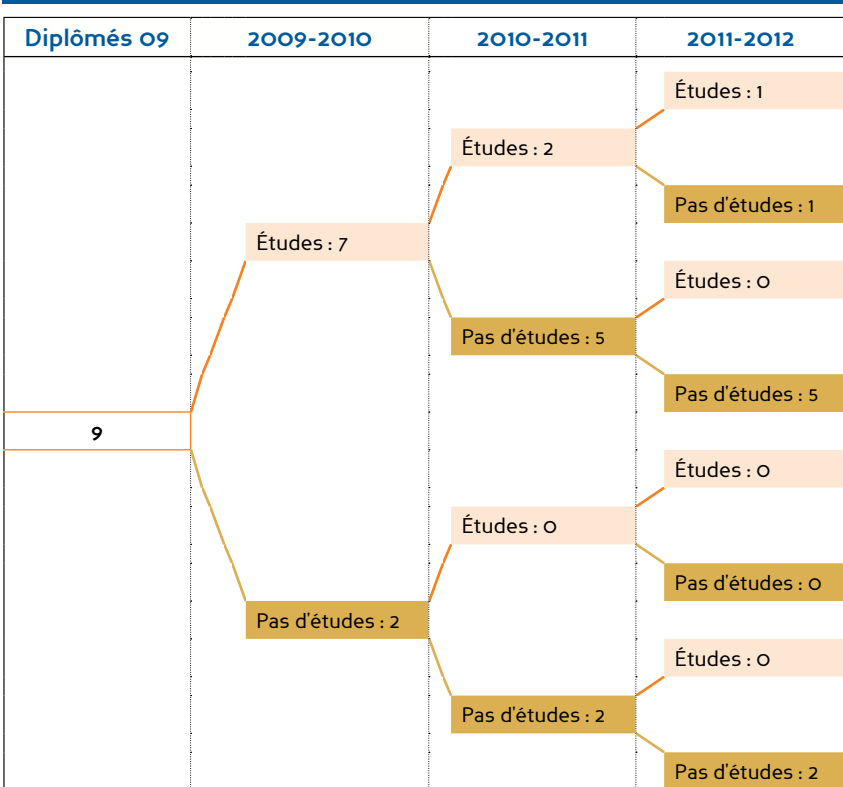 Diplômés 09 2009-2010 2010-2011 2011-2012
Études : 1
Études : 2
Pas d'études : 1
Études : 7
Études : 0
Pas d'études : 5
Pas d'études : 5
9
Études : 0
Études : 0
Pas d'études : 0
Pas d'études : 2
Études : 0
Pas d'études : 2
Pas d'études : 2